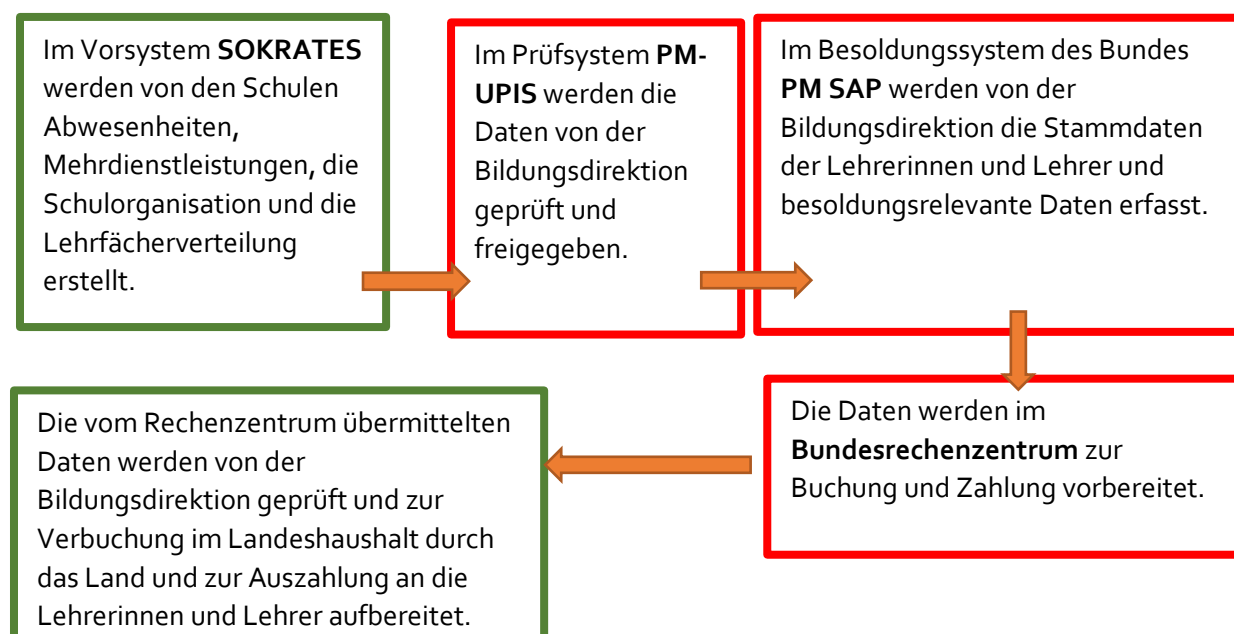 Im Vorsystem SOKRATES
werden von den Schulen
Abwesenheiten,
Mehrdienstleistungen, die
Schulorganisation und die
Lehrfächerverteilung
erstellt.
Im Prüfsystem PM-
UPIS werden die
Daten von der
Bildungsdirektion
geprüft und
freigegeben.
Im Besoldungssystem des Bundes
PM SAP werden von der
Bildungsdirektion die Stammdaten
der Lehrerinnen und Lehrer und
besoldungsrelevante Daten erfasst.
Die Daten werden im
Bundesrechenzentrum zur
Buchung und Zahlung vorbereitet.
Die vom Rechenzentrum übermittelten
Daten werden von der
Bildungsdirektion geprüft und zur
Verbuchung im Landeshaushalt durch
das Land und zur Auszahlung an die
Lehrerinnen und Lehrer aufbereitet.